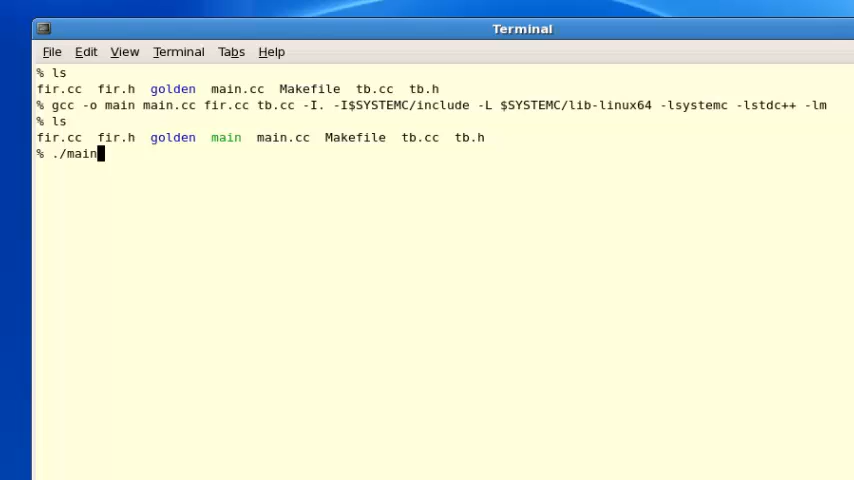 Terminal
File Edit View Terminal Tabs Help
% ls
fir.cc fir.h golden main.cc Makefile tb.cc tb.h
% gcc -o main main.cc fir.cc tb.cc -I. -I$SYSTEMC/include -L $SYSTEMC/lib-linux64 -lsystemc -lstdc++ -lm
% ls
fir.cc fir.h golden main main.cc Makefile tb.cc tb.h
% ./main